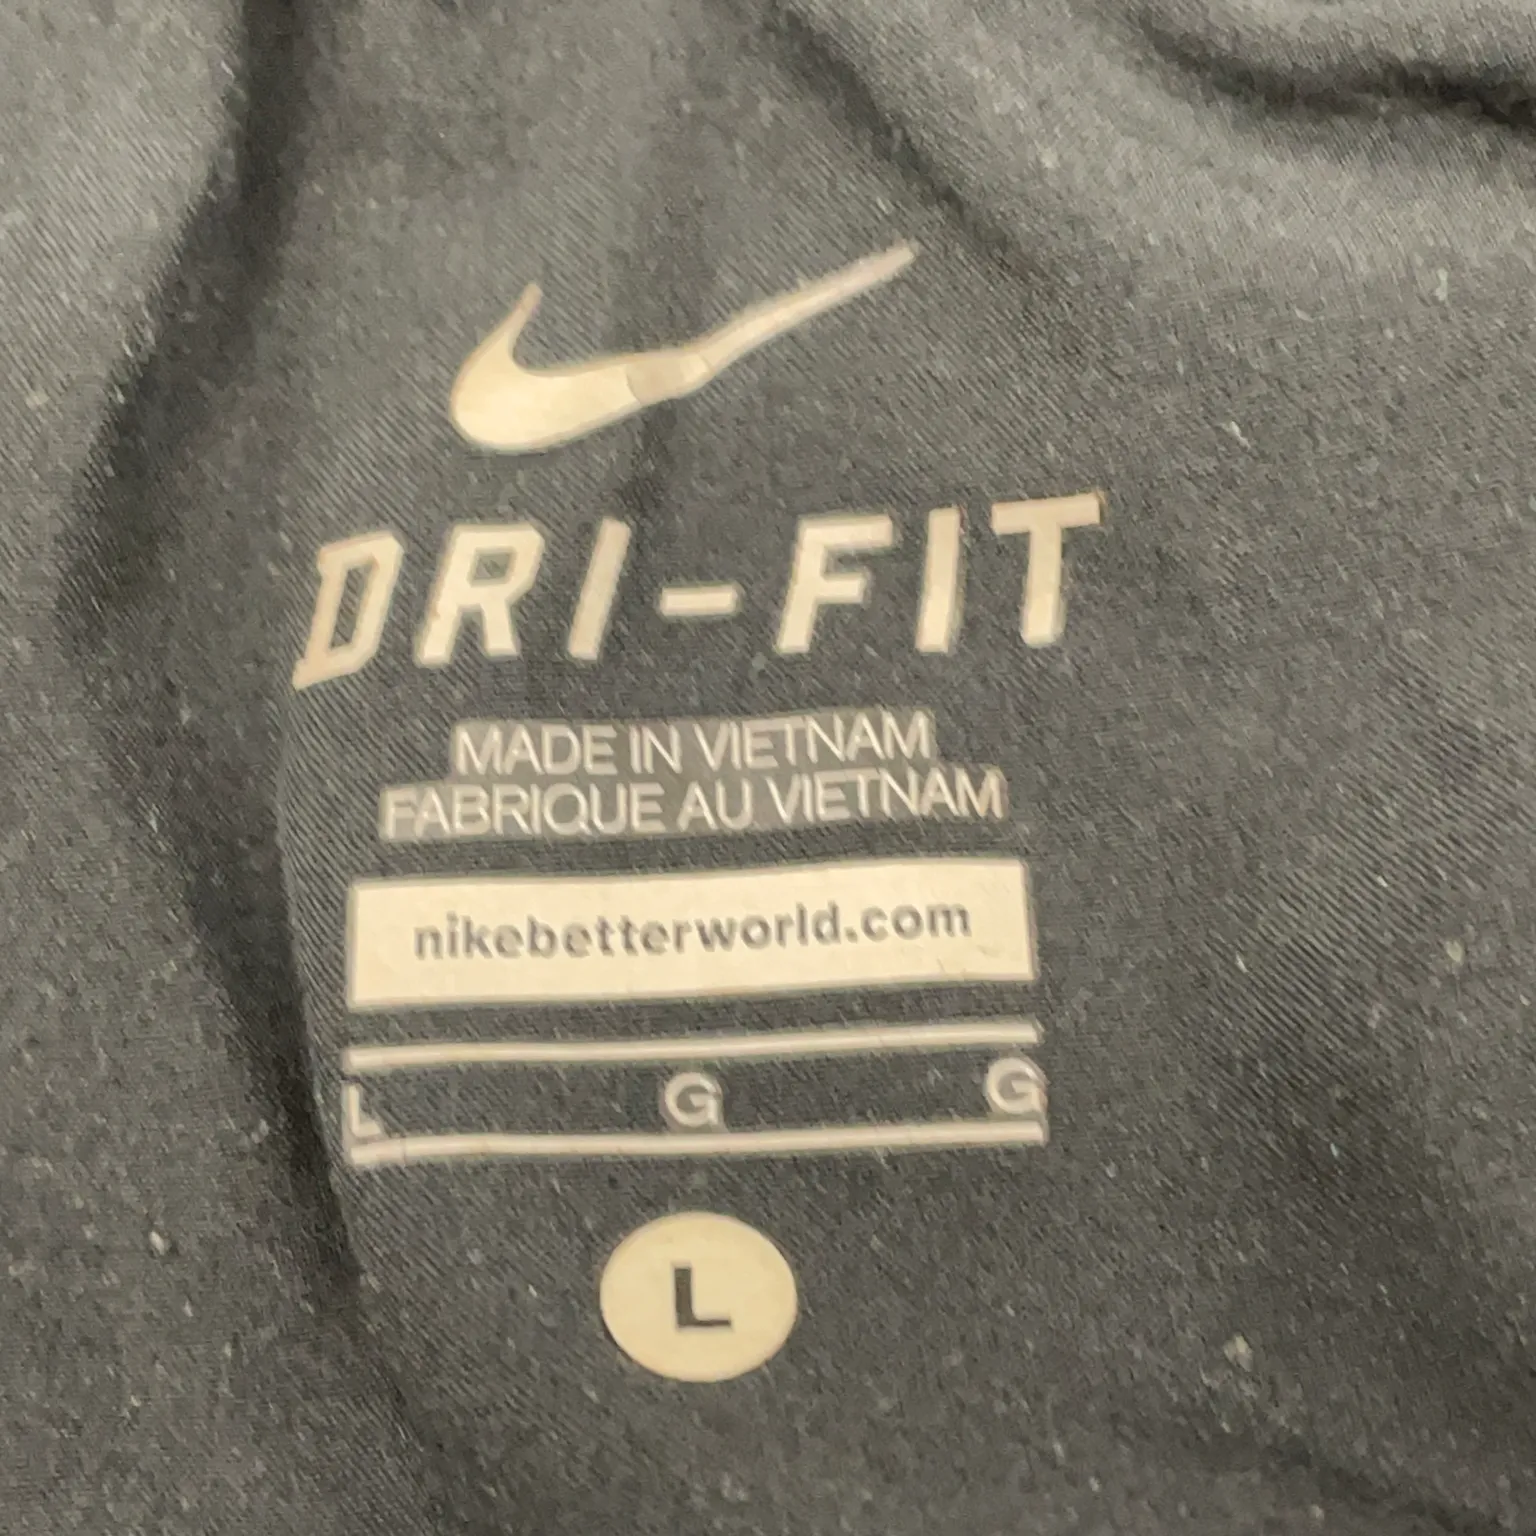 DRI-FIT
MADE IN VIETNAM
FABRIQUE AU VIETNAM
nikebetterworld.com
L G G
L